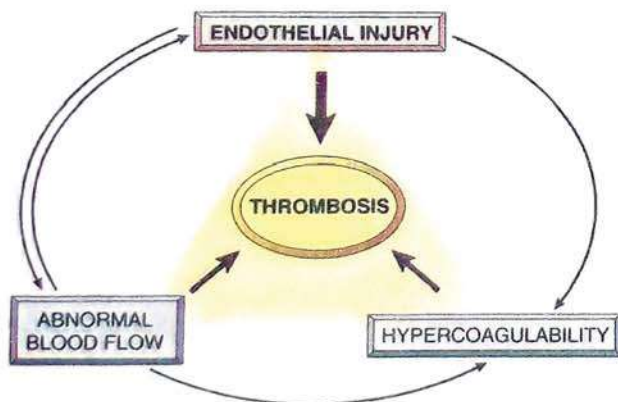 ENDOTHELIAL INJURY
THROMBOSIS
ABNORMAL
BLOOD FLOW
HYPERCOAGULABILITY